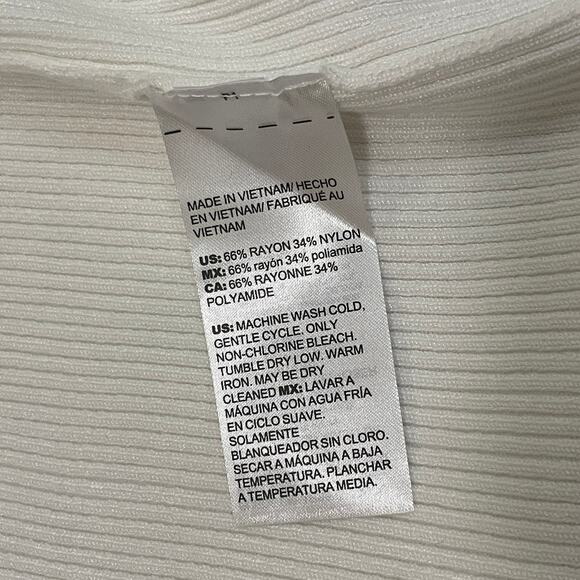 MADE IN VIETNAM/ HECHO
EN VIETNAM/ FABRIQUÉ AU
VIETNAM
US: 66% RAYON 34% NYLON
MX: 66% rayón 34% poliamida
CA: 66% RAYONNE 34%
POLYAMIDE
US: MACHINE WASH COLD,
GENTLE CYCLE, ONLY
NON-CHLORINE BLEACH.
TUMBLE DRY LOW. WARM
IRON. MAY BE DRY
CLEANED MX: LAVAR A
MÁQUINA CON AGUA FRÍA
EN CICLO SUAVE.
SOLAMENTE
BLANQUEADOR SIN CLORO.
SECAR A MÁQUINA A BAJA
TEMPERATURA. PLANCHAR
A TEMPERATURA MEDIA.